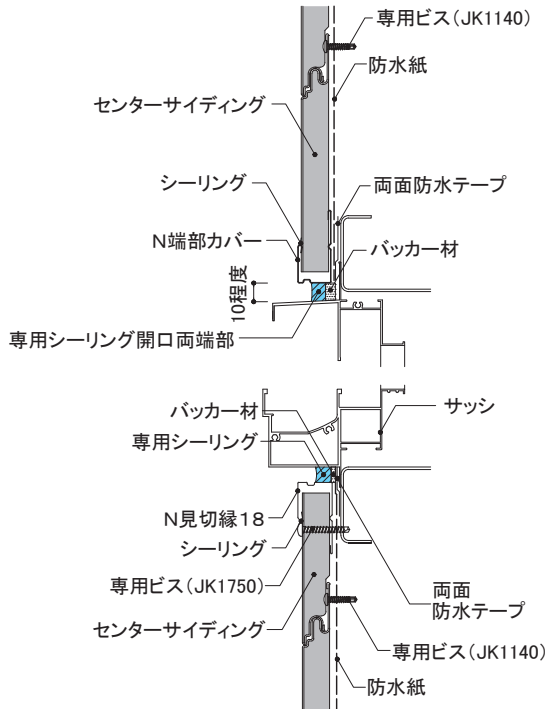 専用ビス(JK1140)
防水紙
センターサイディング
シーリング
両面防水テープ
N端部カバー
バッカー材
10程度
専用シーリング開口両端部
バッカー材
サッシ
専用シーリング
N見切縁18
シーリング
専用ビス(JK1750)
両面
防水テープ
センターサイディング
専用ビス(JK1140)
防水紙